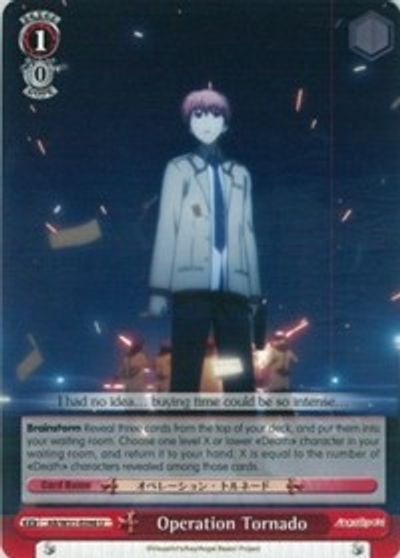 1
0
I had no idea... buying time could be so intense...
Brainstorm Reveal three cards from the top of your deck, and put them into
your waiting room. Choose one level X or lower «Death» character in your
waiting room, and return it to your hand. X is equal to the number of
«Death» characters revealed among those cards.
Card Name オペレーション・トルネード
Operation Tornado
Angel Beats!